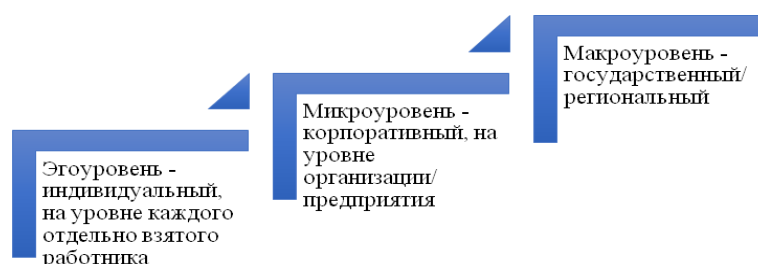 Эгоуровень -
индивидуальный,
на уровне каждого
отдельно взятого
работника
Микроуровень -
корпоративный, на
уровне
организации/
предприятия
Макроуровень -
государственный/
региональный